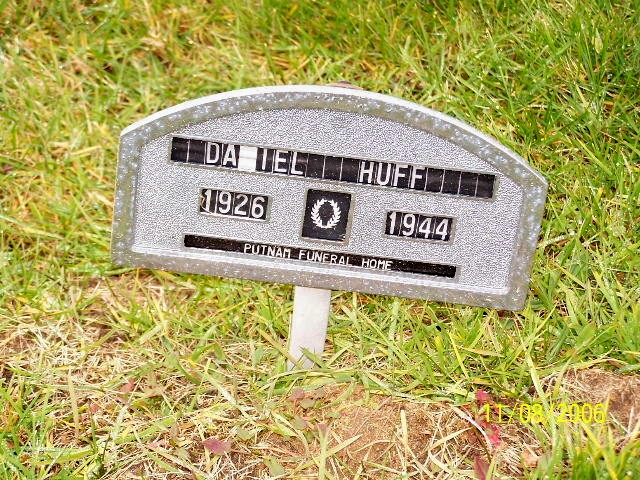 DA IEL HUFF
1926 1944
PUTNAM FUNERAL HOME
11/08/2006